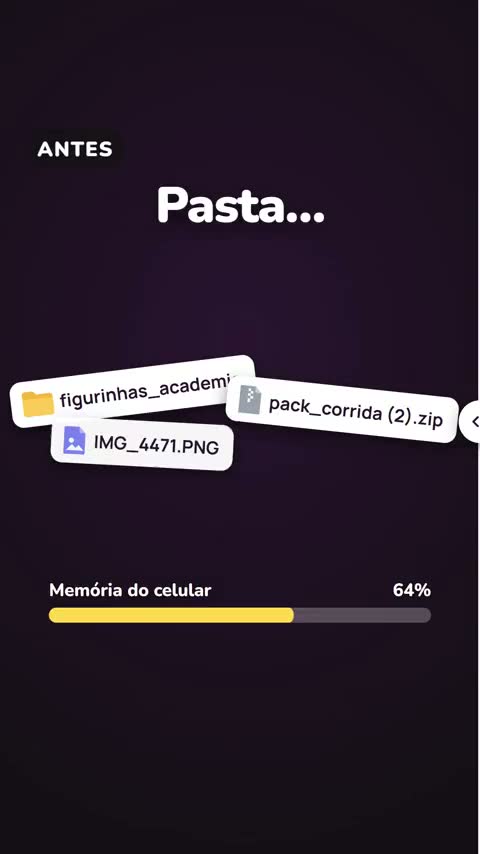 ANTES
Pasta...
figurinhas_academi
pack_corrida (2).zip
IMG_4471.PNG
Memória do celular 64%